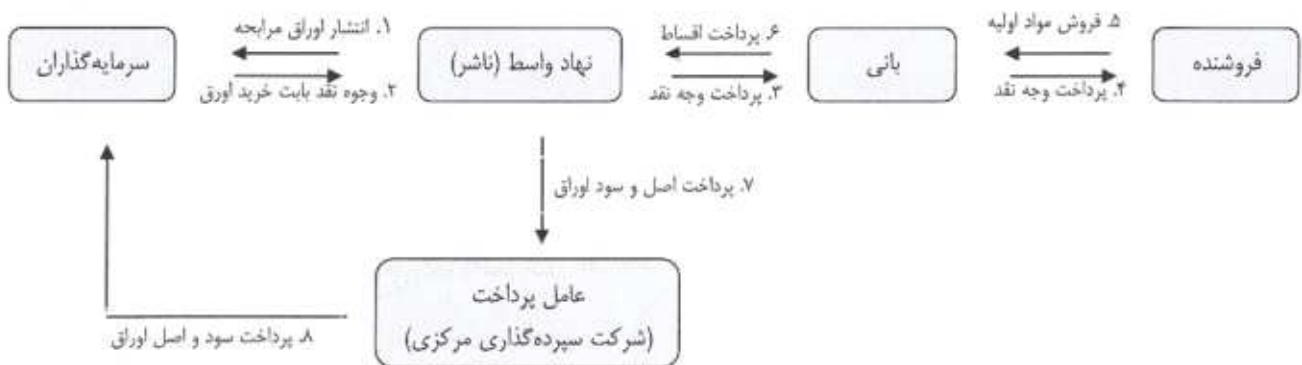 ۱. انتشار اوراق مرابحه
۶. پرداخت اقساط
۵. فروش مواد اولیه
فروشنده
بانی
نهاد واسط (ناشر)
سرمایه‌گذاران
۴. پرداخت وجه نقد
۳. پرداخت وجه نقد
۲. وجوه نقد بابت خرید اورق
۷. پرداخت اصل و سود اوراق
عامل پرداخت
(شرکت سپرده‌گذاری مرکزی)
۸. پرداخت سود و اصل اوراق